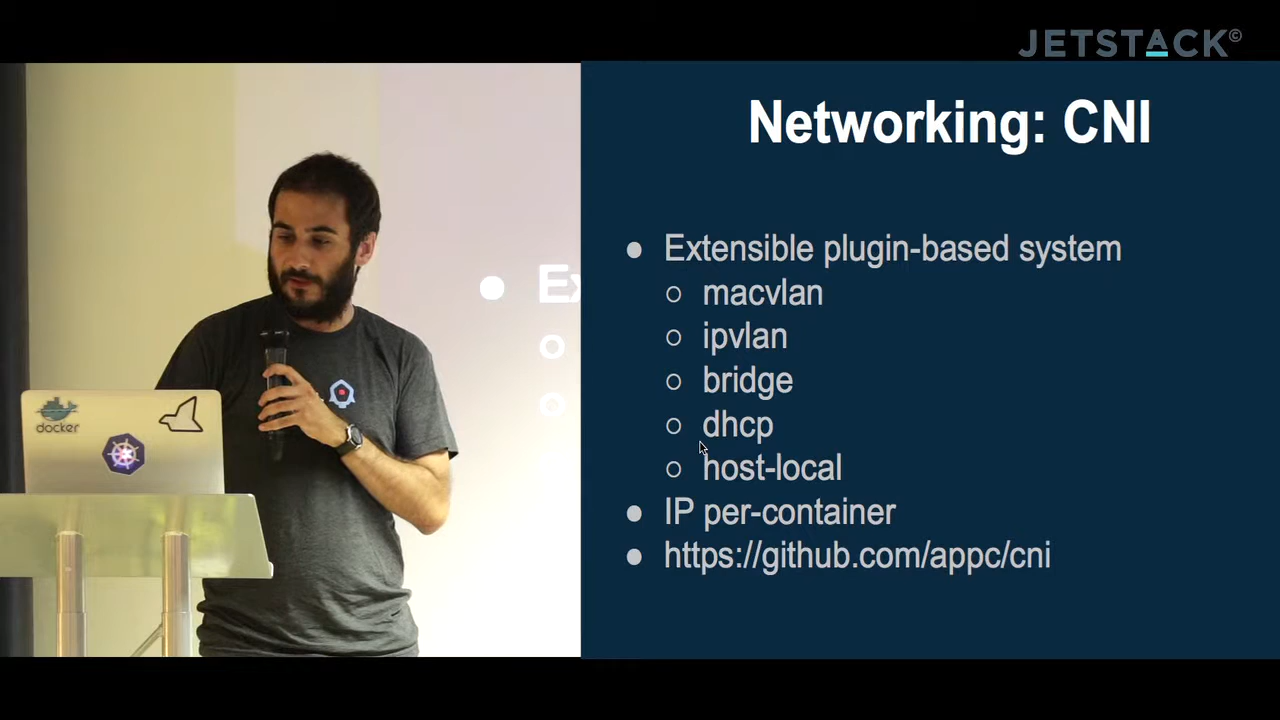 JETSTACK©
Networking: CNI
● Extensible plugin-based system
○ macvlan
○ ipvlan
○ bridge
○ dhcp
○ host-local
● IP per-container
● https://github.com/appc/cni
● Ex
docker